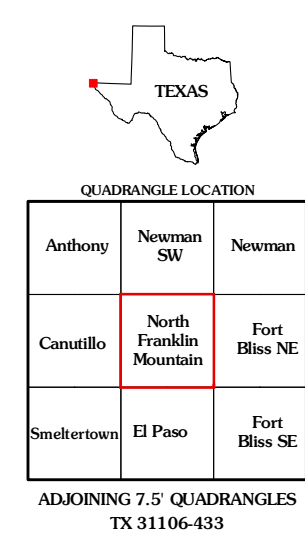 TEXAS
QUADRANGLE LOCATION
Anthony
Newman
SW
Newman
Canutillo
North
Franklin
Mountain
Fort
Bliss NE
Smeltertown
El Paso
Fort
Bliss SE
ADJOINING 7.5' QUADRANGLES
TX 31106-433